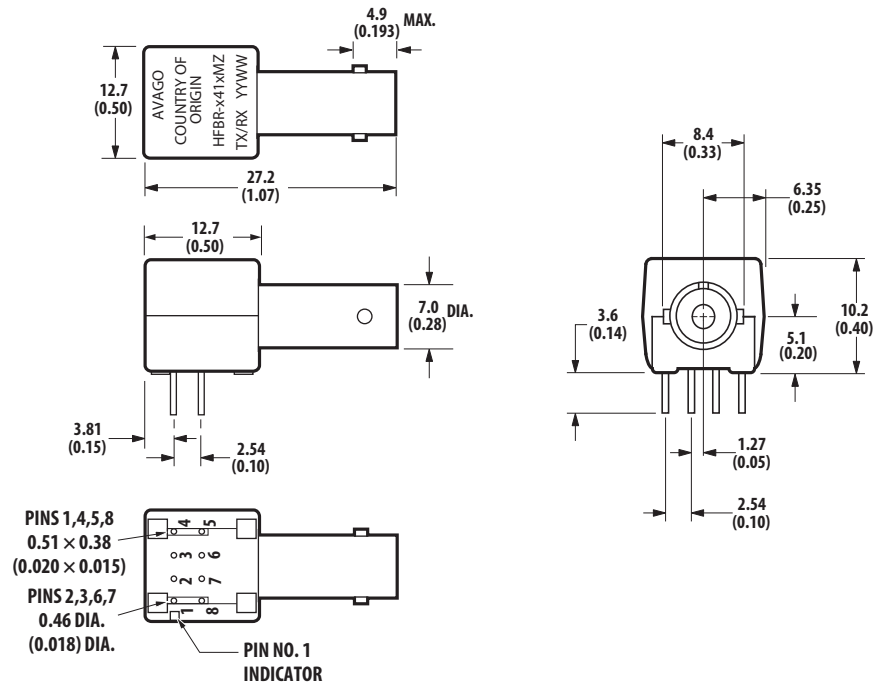 4.9
(0.193)
MAX.
12.7
(0.50)
AVAGO
COUNTRY OF
ORIGIN
HFBR-x41xMZ
TX/RX YYWW
27.2
(1.07)
8.4
(0.33)
6.35
(0.25)
12.7
(0.50)
7.0
(0.28)
DIA.
3.6
(0.14)
10.2
(0.40)
5.1
(0.20)
3.81
(0.15)
2.54
(0.10)
1.27
(0.05)
2.54
(0.10)
PINS 1,4,5,8
0.51 × 0.38
(0.020 × 0.015)
4 5
3 6
2 7
1 8
PINS 2,3,6,7
0.46 DIA.
(0.018) DIA.
PIN NO. 1
INDICATOR